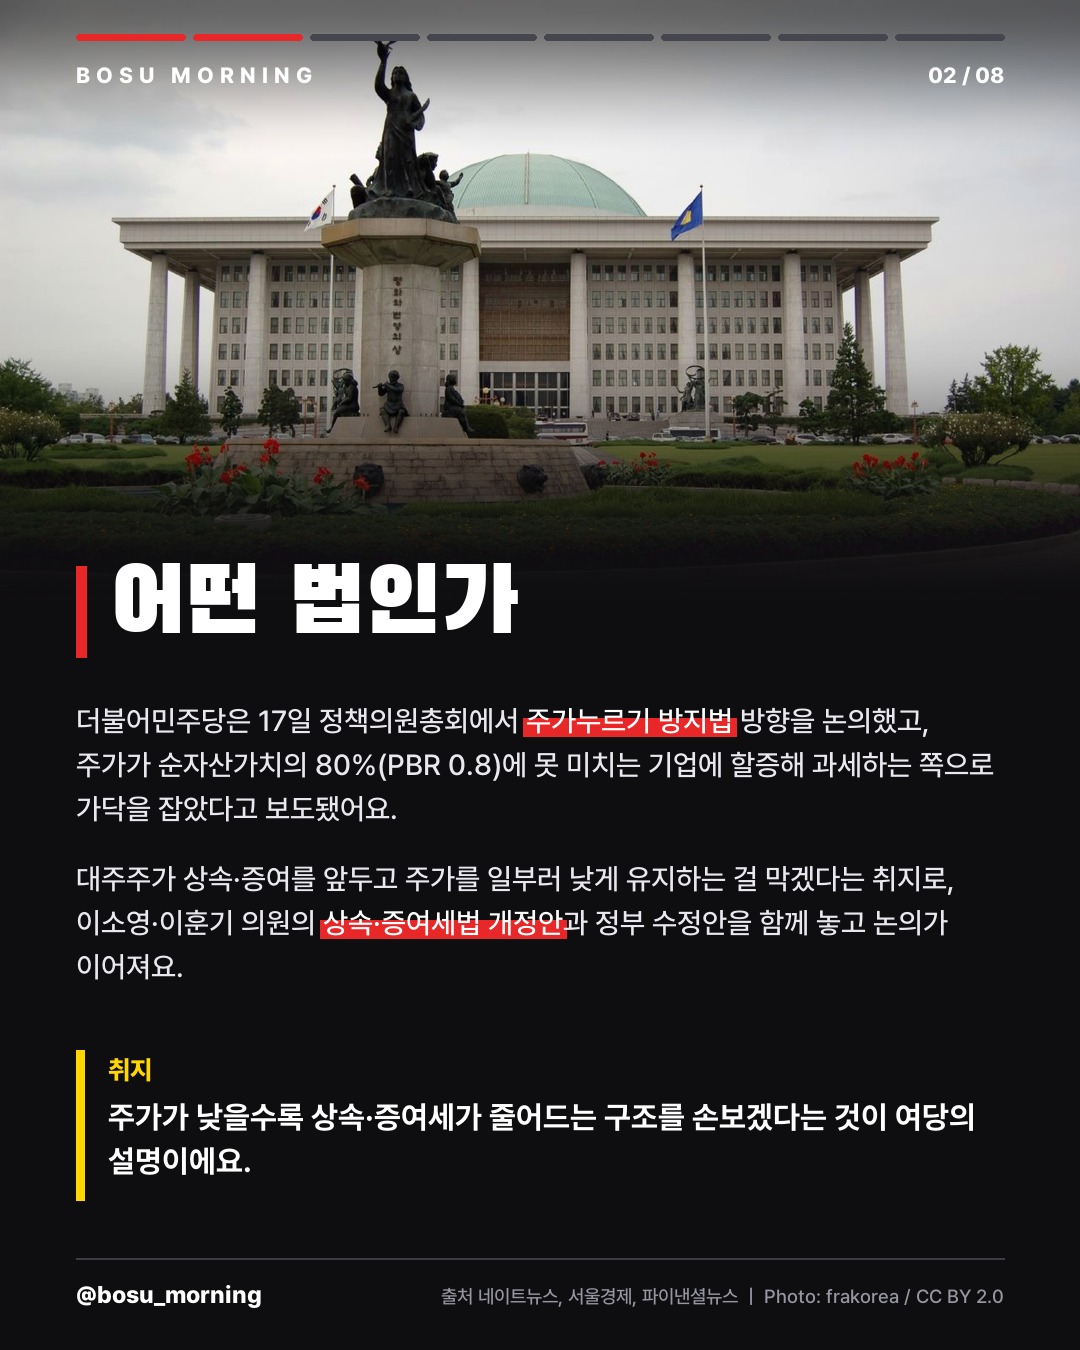 BOSU MORNING
02 / 08
평화와번영의상
어떤 법인가
더불어민주당은 17일 정책의원총회에서 주가누르기 방지법 방향을 논의했고,
주가가 순자산가치의 80%(PBR 0.8)에 못 미치는 기업에 할증해 과세하는 쪽으로
가닥을 잡았다고 보도됐어요.
대주주가 상속·증여를 앞두고 주가를 일부러 낮게 유지하는 걸 막겠다는 취지로,
이소영·이훈기 의원의 상속·증여세법 개정안과 정부 수정안을 함께 놓고 논의가
이어져요.
취지
주가가 낮을수록 상속·증여세가 줄어드는 구조를 손보겠다는 것이 여당의
설명이에요.
@bosu_morning
출처 네이트뉴스, 서울경제, 파이낸셜뉴스 | Photo: frakorea / CC BY 2.0